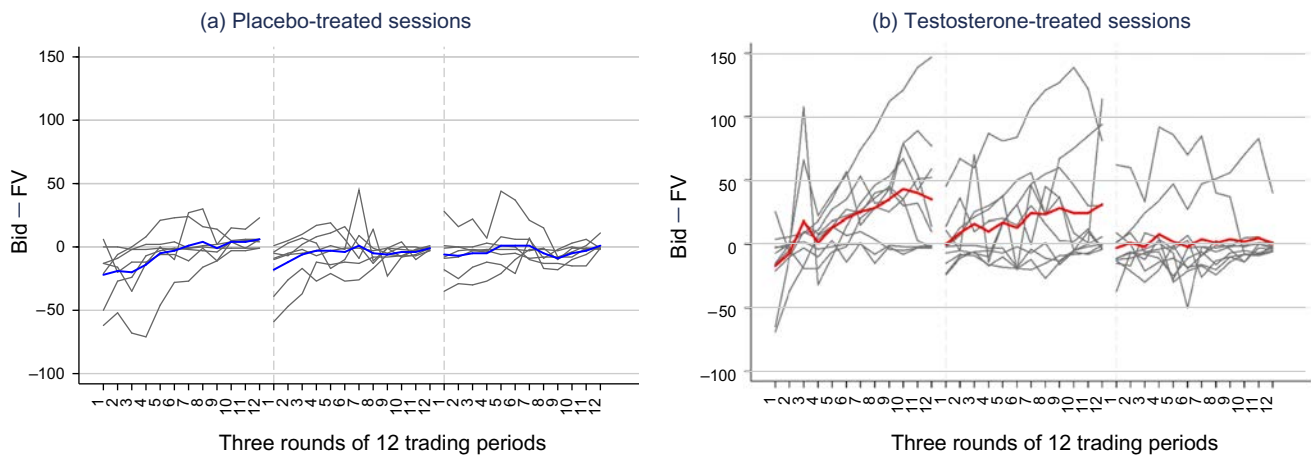 (a) Placebo-treated sessions
150
100
50
0
–50
–100
Bid – FV
1 2 3 4 5 6 7 8 9 10 11 12 1 2 3 4 5 6 7 8 9 10 11 12 1 2 3 4 5 6 7 8 9 10 11 12
Three rounds of 12 trading periods
(b) Testosterone-treated sessions
150
100
50
0
–50
–100
Bid – FV
1 2 3 4 5 6 7 8 9 10 11 12 1 2 3 4 5 6 7 8 9 10 11 12 1 2 3 4 5 6 7 8 9 10 11 12
Three rounds of 12 trading periods